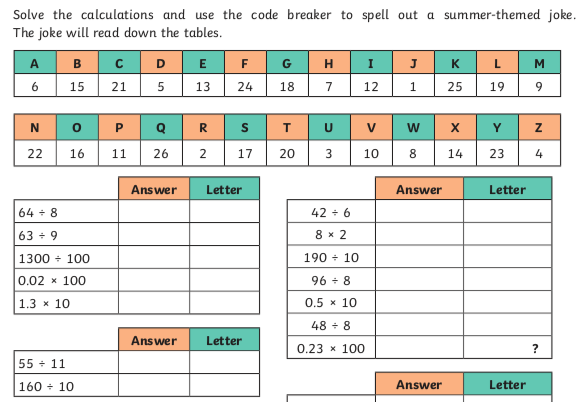 Solve the calculations and use the code breaker to spell out a summer-themed joke.
The joke will read down the tables.
A B C D E F G H I J K L M
6 15 21 5 13 24 18 7 12 1 25 19 9
N O P Q R S T U V W X Y Z
22 16 11 26 2 17 20 3 10 8 14 23 4
Answer Letter
64 ÷ 8
63 ÷ 9
1300 ÷ 100
0.02 × 100
1.3 × 10
Answer Letter
55 ÷ 11
160 ÷ 10
Answer Letter
42 ÷ 6
8 × 2
190 ÷ 10
96 ÷ 8
0.5 × 10
48 ÷ 8
0.23 × 100 ?
Answer Letter